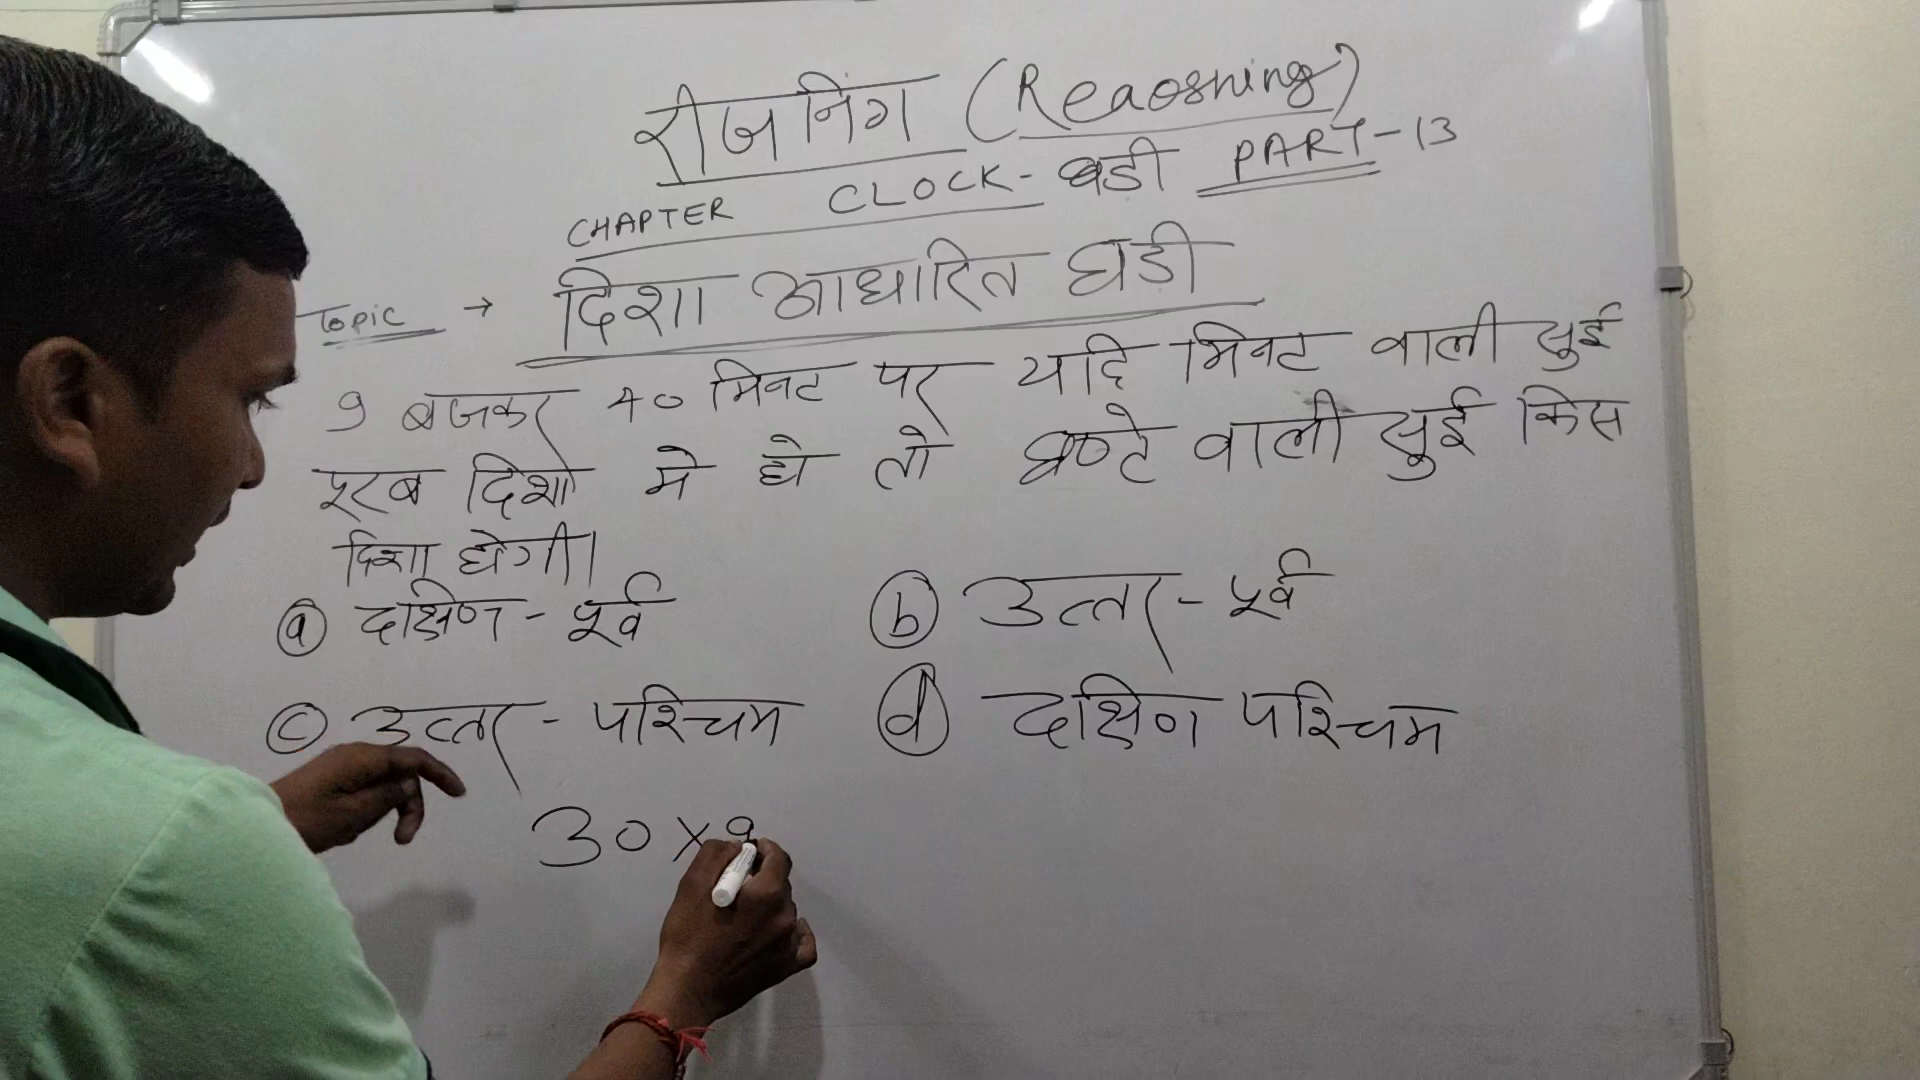 रीजनिंग (Reaosning)
CHAPTER CLOCK- घडी PART-13
Topic → दिशा आधारित घडी
9 बजकर 40 मिनट पर यदि मिनट वाली सुई
पूरब दिशा मे हो तो घण्टे वाली सुई किस
दिशा होगी।
(a) दक्षिण - पूर्व (b) उत्तर - पूर्व
(c) उत्तर - पश्चिम (d) दक्षिण पश्चिम
30 x 9